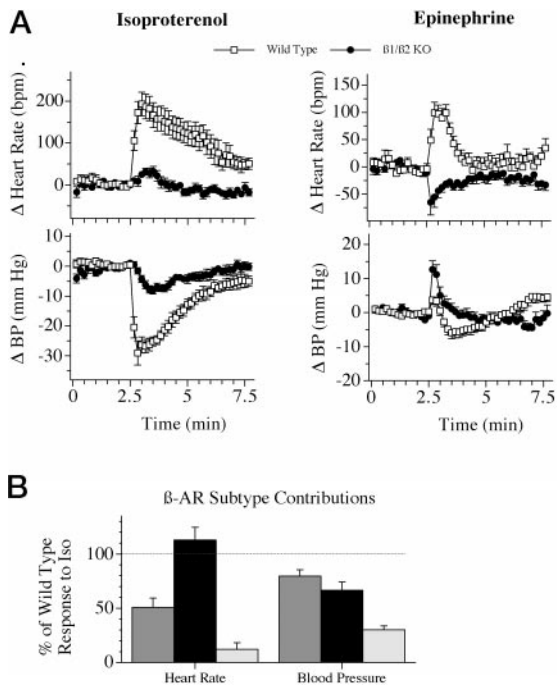 A
Isoproterenol
Epinephrine
Wild Type
ß1/ß2 KO
Δ Heart Rate (bpm)
200
100
0
Δ Heart Rate (bpm)
150
100
50
0
-50
Δ BP (mm Hg)
10
0
-10
-20
-30
Δ BP (mm Hg)
20
10
0
-10
-20
0 2.5 5 7.5
Time (min)
0 2.5 5 7.5
Time (min)
B
ß-AR Subtype Contributions
% of Wild Type
Response to Iso
100
50
0
Heart Rate
Blood Pressure